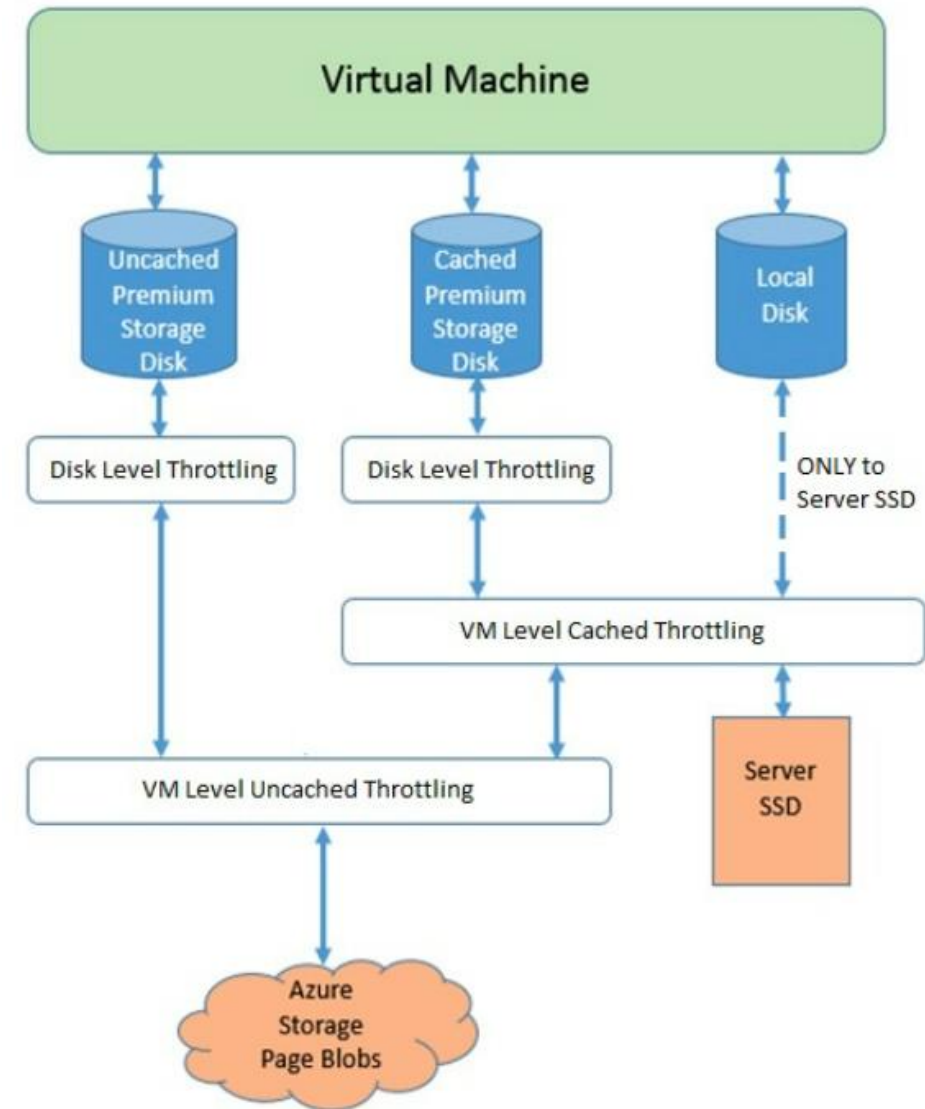 Virtual Machine
Uncached
Premium
Storage
Disk
Cached
Premium
Storage
Disk
Local
Disk
Disk Level Throttling
Disk Level Throttling
ONLY to
Server SSD
VM Level Cached Throttling
VM Level Uncached Throttling
Server
SSD
Azure
Storage
Page Blobs